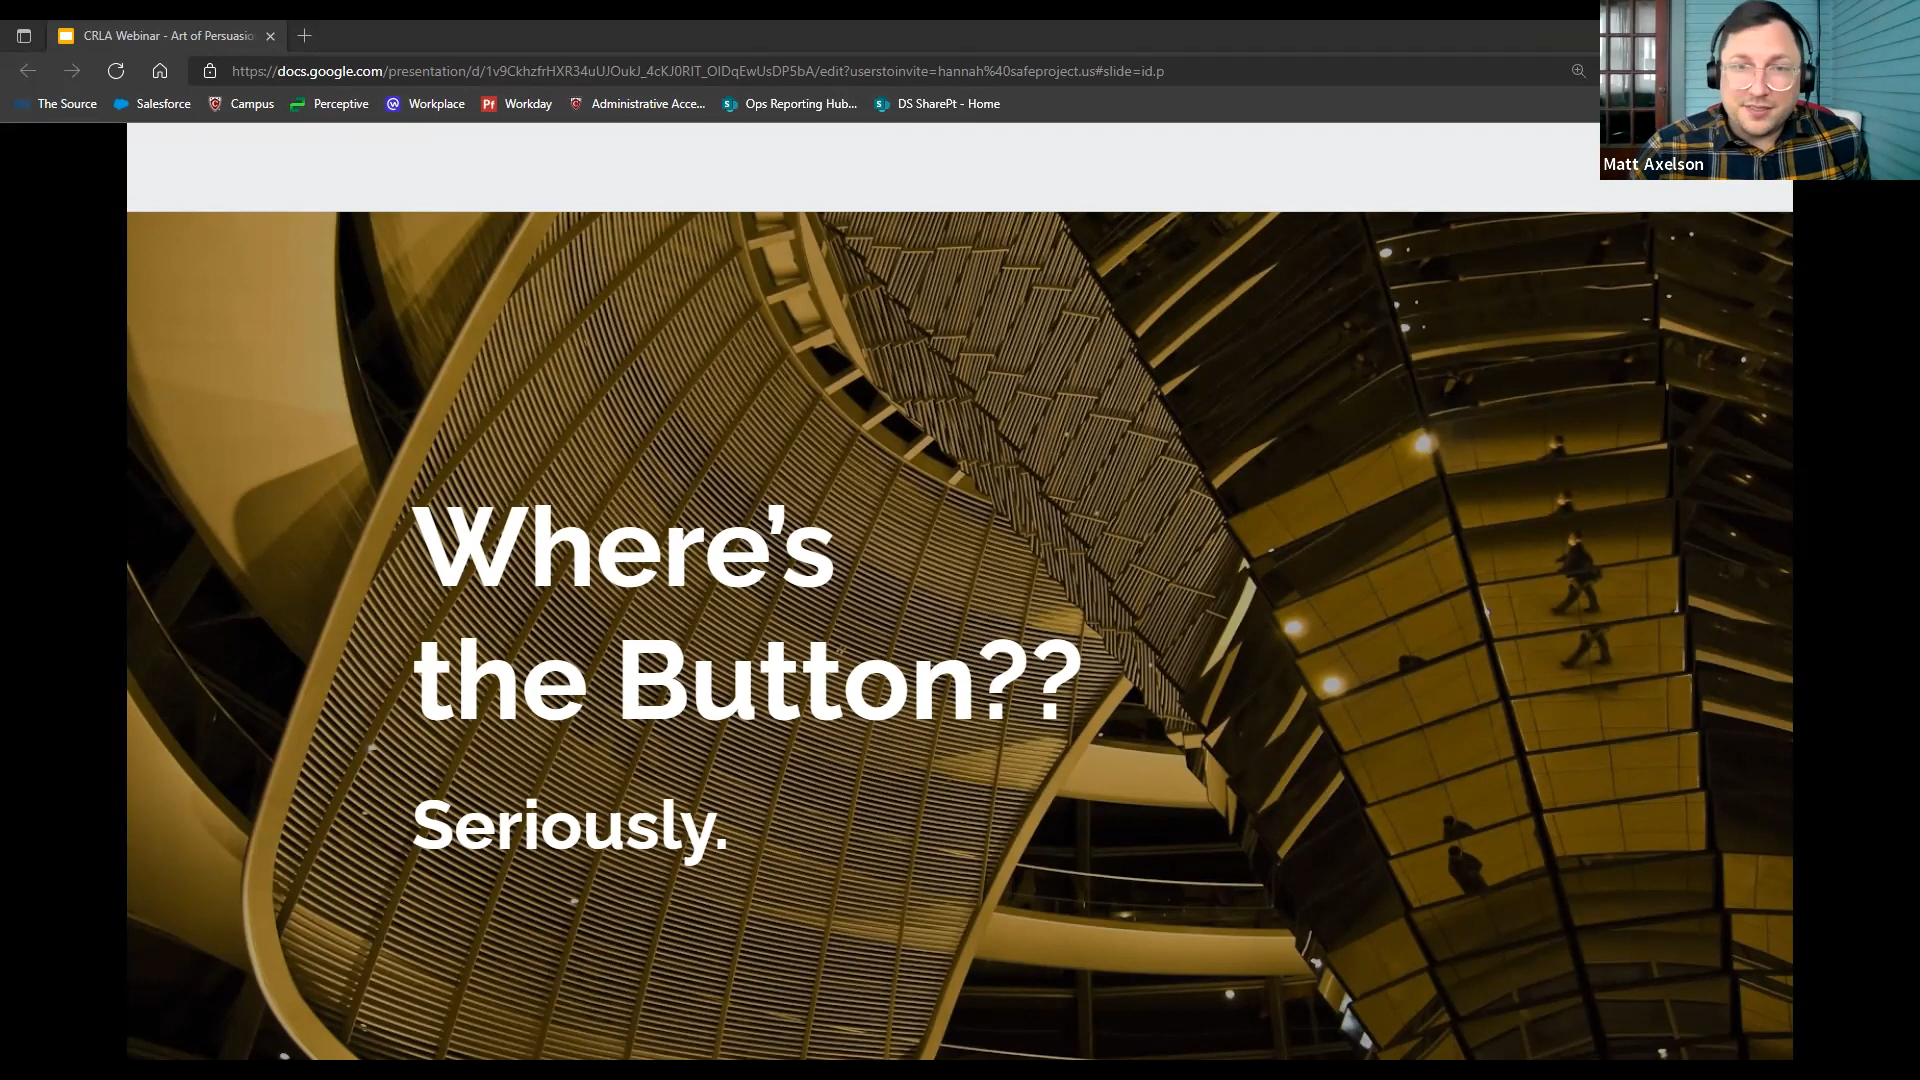 CRLA Webinar - Art of Persuasio
https://docs.google.com/presentation/d/1v9CkhzfrHXR34uUJOukJ_4cKJ0RIT_OIDqEwUsDP5bA/edit?userstoinvite=hannah%40safeproject.us#slide=id.p
The Source Salesforce Campus Perceptive Workplace Workday Administrative Acce... Ops Reporting Hub... DS SharePt - Home
Matt Axelson
Where's
the Button??
Seriously.